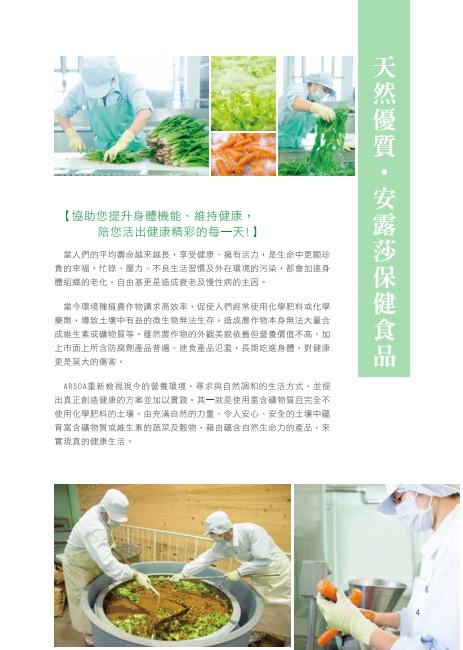 天然優質・安露莎保健食品
【協助您提升身體機能、維持健康，
陪您活出健康精彩的每一天!】
當人們的平均壽命越來越長，享受健康、擁有活力，是生命中更顯珍
貴的幸福。忙碌、壓力、不良生活習慣及外在環境的污染，都會加速身
體組織的老化，自由基更是造成衰老及慢性病的主因。
當今環境種植農作物講求高效率，促使人們經常使用化學肥料或化學
藥劑，導致土壤中有益的微生物無法生存。造成農作物本身無法大量合
成維生素或礦物質等。雖然農作物的外觀美貌依舊但營養價值不高。加
上市面上所含防腐劑產品普遍、速食產品氾濫，長期吃進身體，對健康
更是莫大的傷害。
ARSOA重新檢視現今的營養環境，尋求與自然調和的生活方式，並提
出真正創造健康的方案並加以實踐。其一就是使用富含礦物質且完全不
使用化學肥料的土壤。由充滿自然的力量、令人安心、安全的土壤中蘊
育富含礦物質或維生素的蔬菜及穀物，藉由蘊含自然生命力的產品，來
實現真的健康生活。
4